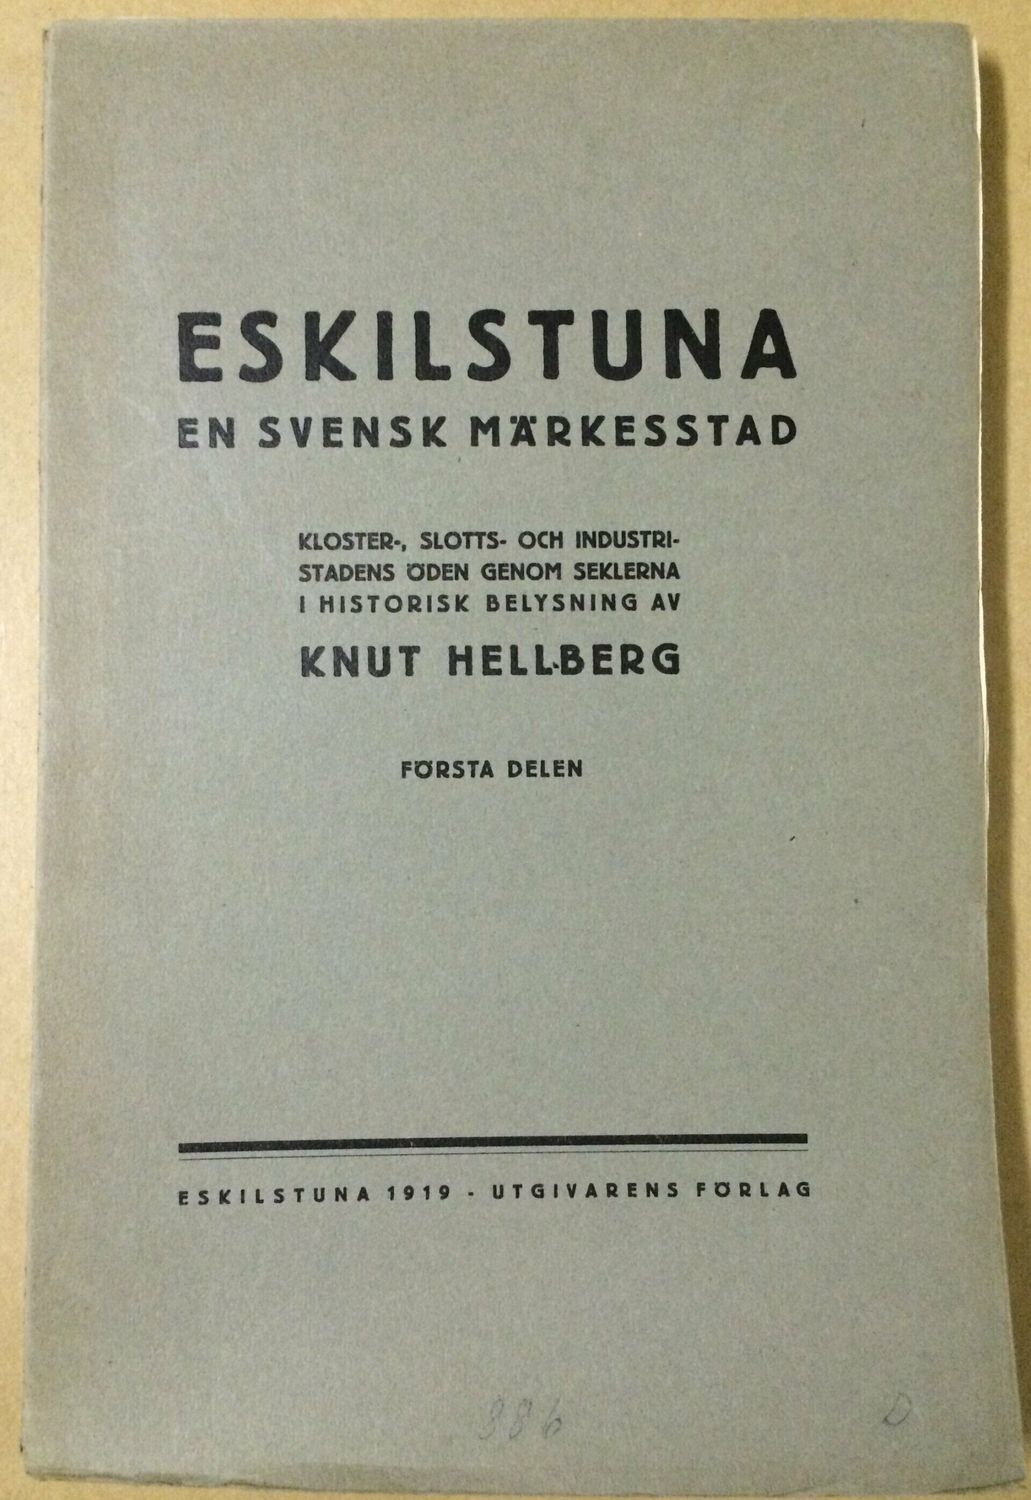 ESKILSTUNA
EN SVENSK MÄRKESSTAD
KLOSTER-, SLOTTS- OCH INDUSTRI-
STADENS ÖDEN GENOM SEKLERNA
I HISTORISK BELYSNING AV
KNUT HELLBERG
FÖRSTA DELEN
ESKILSTUNA 1919 - UTGIVARENS FÖRLAG
D